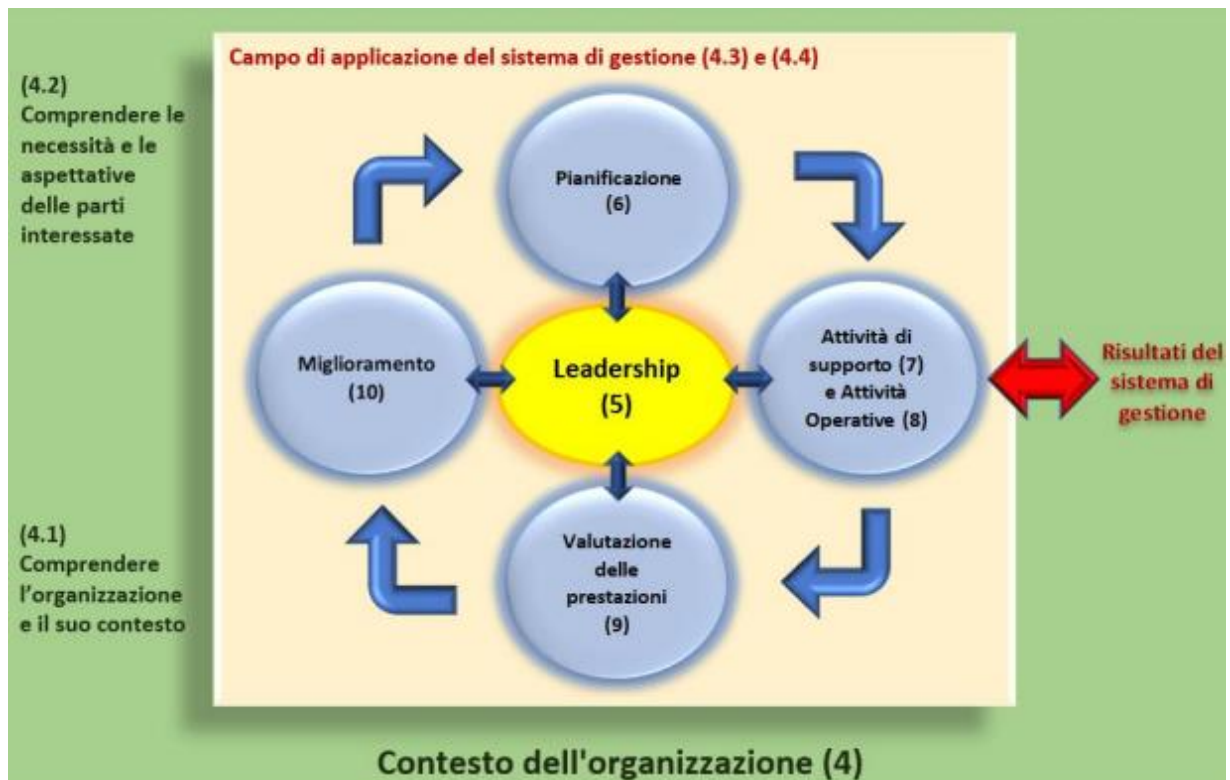 Campo di applicazione del sistema di gestione (4.3) e (4.4)
(4.2)
Comprendere le
necessità e le
aspettative
delle parti
interessate
Pianificazione
(6)
Miglioramento
(10)
Leadership
(5)
Attività di
supporto (7)
e Attività
Operative (8)
Risultati del
sistema di
gestione
(4.1)
Comprendere
l'organizzazione
e il suo contesto
Valutazione
delle
prestazioni
(9)
Contesto dell'organizzazione (4)